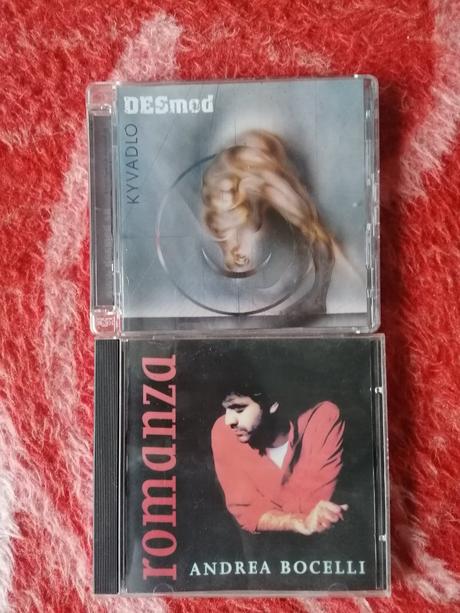 DESmod
KYVADLO
romanza
ANDREA BOCELLI